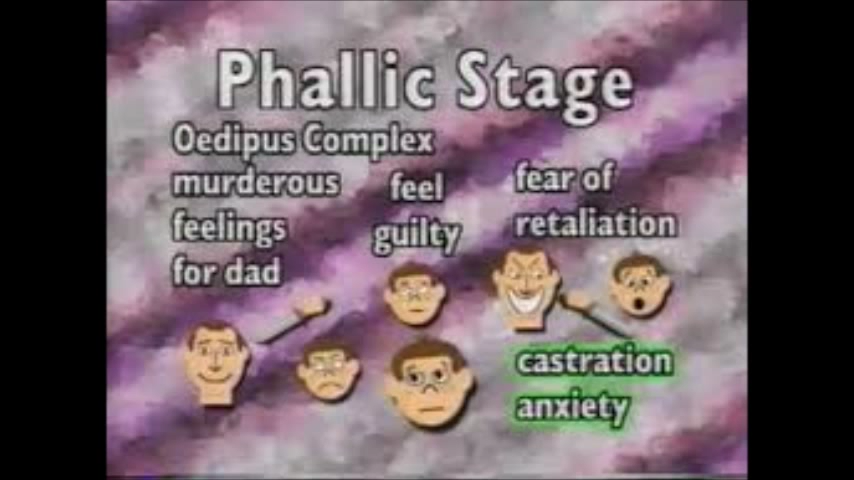 Phallic Stage
Oedipus Complex
murderous
feelings
for dad
feel
guilty
fear of
retaliation
castration
anxiety